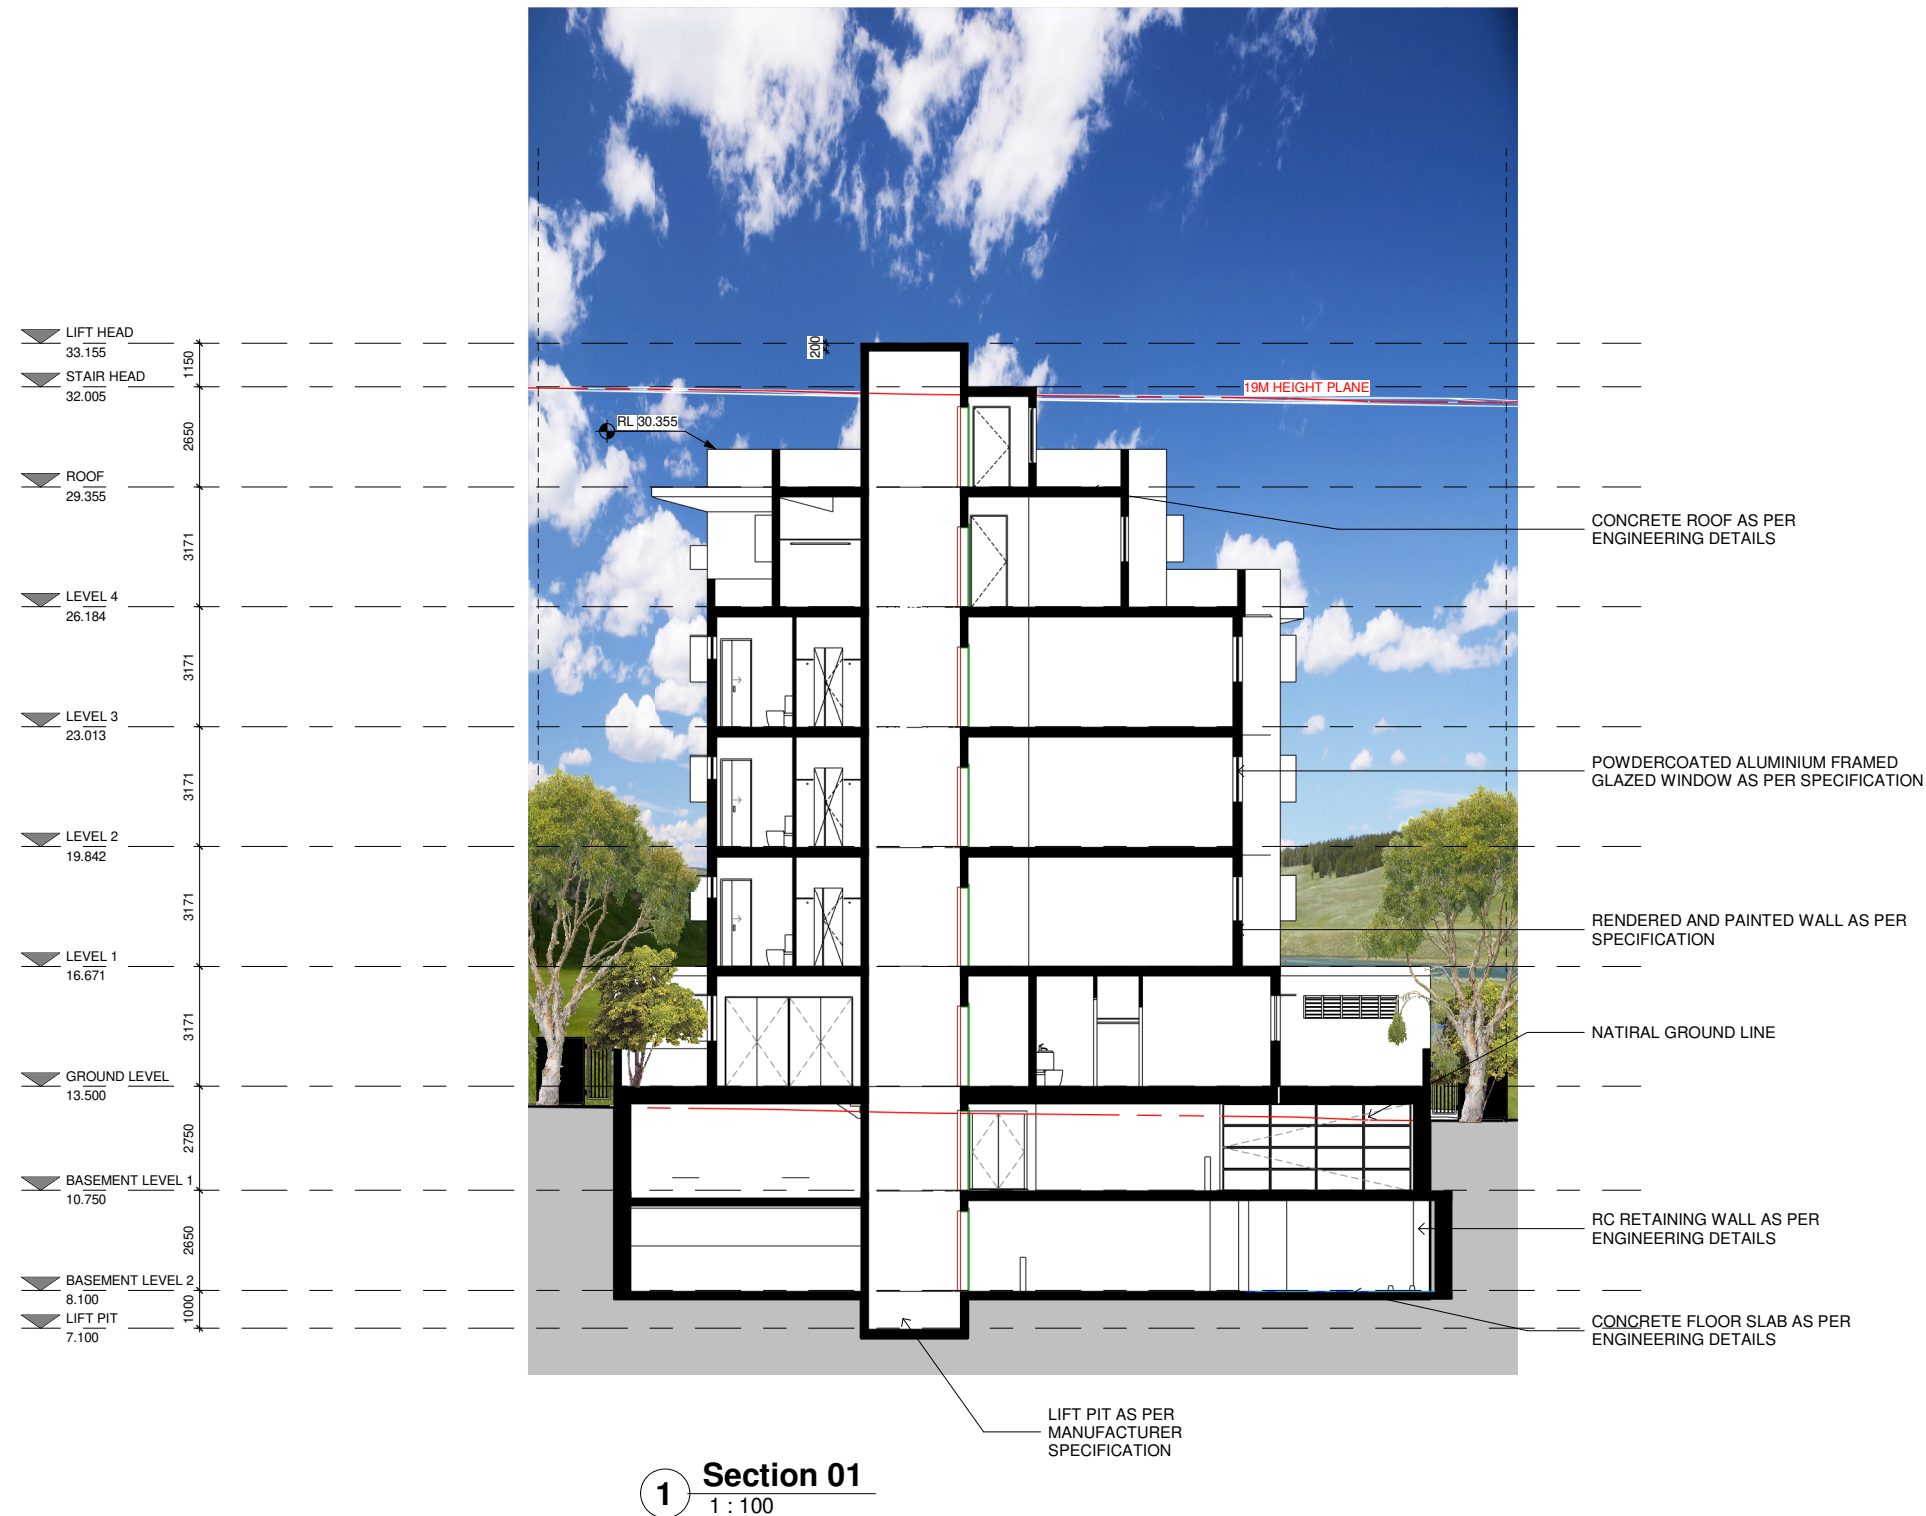 LIFT HEAD
33.155
1150
STAIR HEAD
32.005
2650
ROOF
29.355
3171
LEVEL 4
26.184
3171
LEVEL 3
23.013
3171
LEVEL 2
19.842
3171
LEVEL 1
16.671
3171
GROUND LEVEL
13.500
2750
BASEMENT LEVEL 1
10.750
2650
BASEMENT LEVEL 2
8.100
1000
LIFT PIT
7.100
200
19M HEIGHT PLANE
RL 30.355
CONCRETE ROOF AS PER
ENGINEERING DETAILS
POWDERCOATED ALUMINIUM FRAMED
GLAZED WINDOW AS PER SPECIFICATION
RENDERED AND PAINTED WALL AS PER
SPECIFICATION
NATIRAL GROUND LINE
RC RETAINING WALL AS PER
ENGINEERING DETAILS
CONCRETE FLOOR SLAB AS PER
ENGINEERING DETAILS
LIFT PIT AS PER
MANUFACTURER
SPECIFICATION
1
Section 01
1 : 100